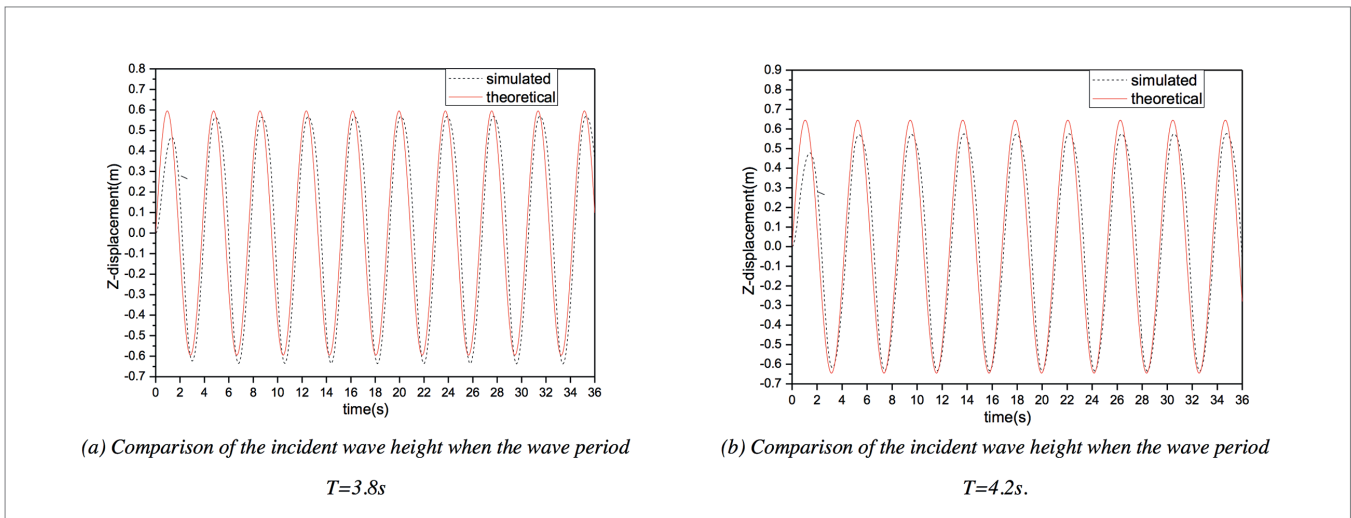 0.8
0.7
0.6
0.5
0.4
0.3
0.2
0.1
0.0
-0.1
-0.2
-0.3
-0.4
-0.5
-0.6
-0.7
Z-displacement(m)
simulated
theoretical
0 2 4 6 8 10 12 14 16 18 20 22 24 26 28 30 32 34 36
time(s)
(a) Comparison of the incident wave height when the wave period
T=3.8s
0.9
0.8
0.7
0.6
0.5
0.4
0.3
0.2
0.1
0.0
-0.1
-0.2
-0.3
-0.4
-0.5
-0.6
-0.7
Z-displacement(m)
simulated
theoretical
0 2 4 6 8 10 12 14 16 18 20 22 24 26 28 30 32 34 36
time(s)
(b) Comparison of the incident wave height when the wave period
T=4.2s.